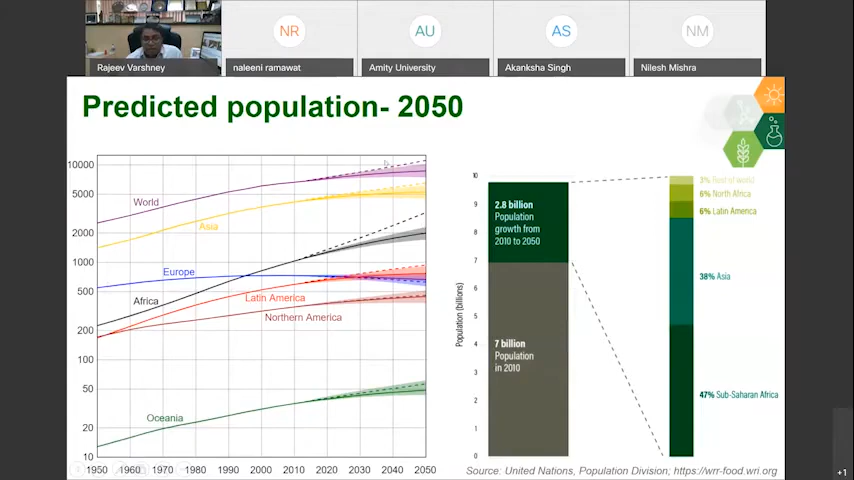 NR
AU
AS
NM
Rajeev Varshney
naleeni ramawat
Amity University
Akanksha Singh
Nilesh Mishra
Predicted population- 2050
10000
5000
2000
1000
500
200
100
50
20
10
World
Asia
Europe
Africa
Latin America
Northern America
Oceania
1950 1960 1970 1980 1990 2000 2010 2020 2030 2040 2050
Population (billions)
10
9
8
7
6
5
4
3
2
1
0
2.8 billion
Population
growth from
2010 to 2050
7 billion
Population
in 2010
3% Rest of world
6% North Africa
6% Latin America
38% Asia
47% Sub-Saharan Africa
Source: United Nations, Population Division; https://wrr-food.wri.org
+1